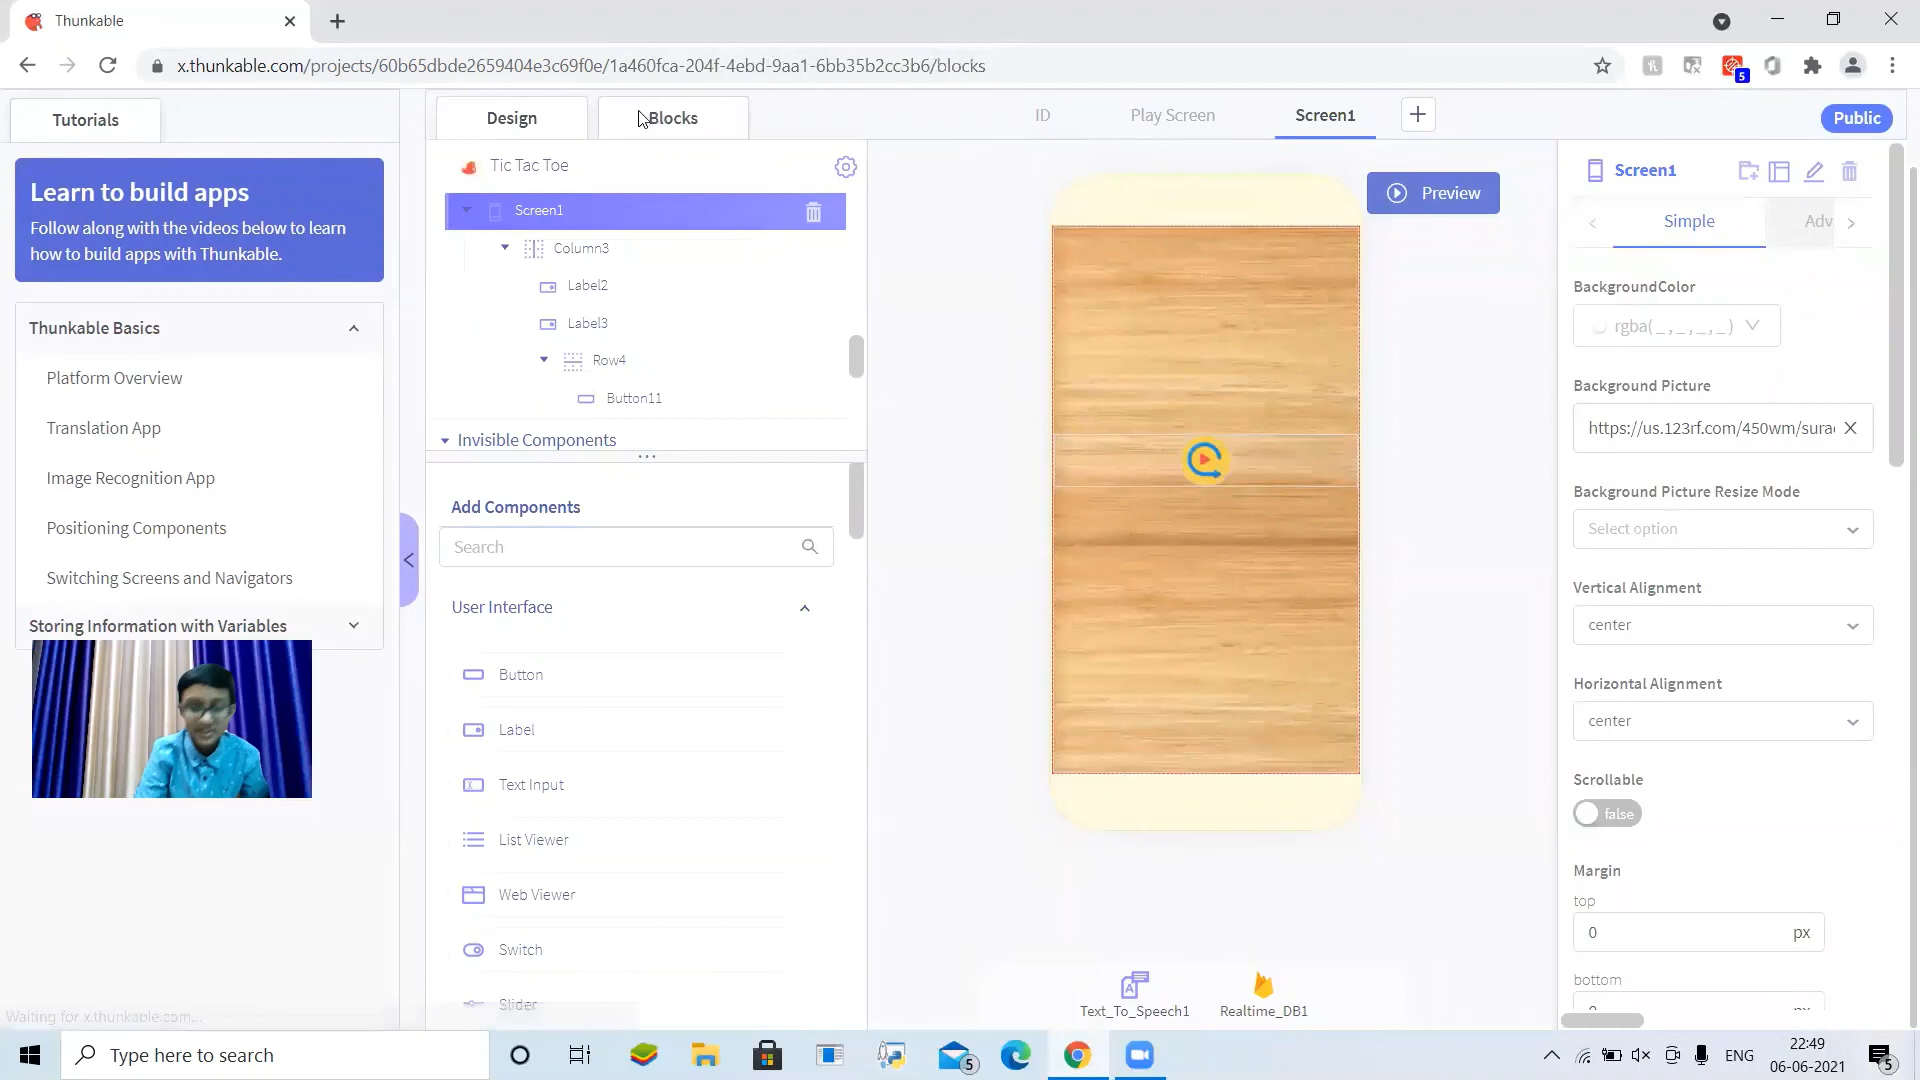 Thunkable
x.thunkable.com/projects/60b65dbde2659404e3c69f0e/1a460fca-204f-4ebd-9aa1-6bb35b2cc3b6/blocks
5
Tutorials
Design
Blocks
ID
Play Screen
Screen1
Public
Learn to build apps
Follow along with the videos below to learn
how to build apps with Thunkable.
Thunkable Basics
Platform Overview
Translation App
Image Recognition App
Positioning Components
Switching Screens and Navigators
Storing Information with Variables
Tic Tac Toe
Screen1
Column3
Label2
Label3
Row4
Button11
Invisible Components
Add Components
Search
User Interface
Button
Label
Text Input
List Viewer
Web Viewer
Switch
Slider
Preview
Text_To_Speech1
Realtime_DB1
Screen1
Simple
Adv
BackgroundColor
rgba(_,_,_,_)
Background Picture
https://us.123rf.com/450wm/sura
Background Picture Resize Mode
Select option
Vertical Alignment
center
Horizontal Alignment
center
Scrollable
false
Margin
top
0 px
bottom
Waiting for x.thunkable.com...
Type here to search
5
ENG
22:49
06-06-2021
5